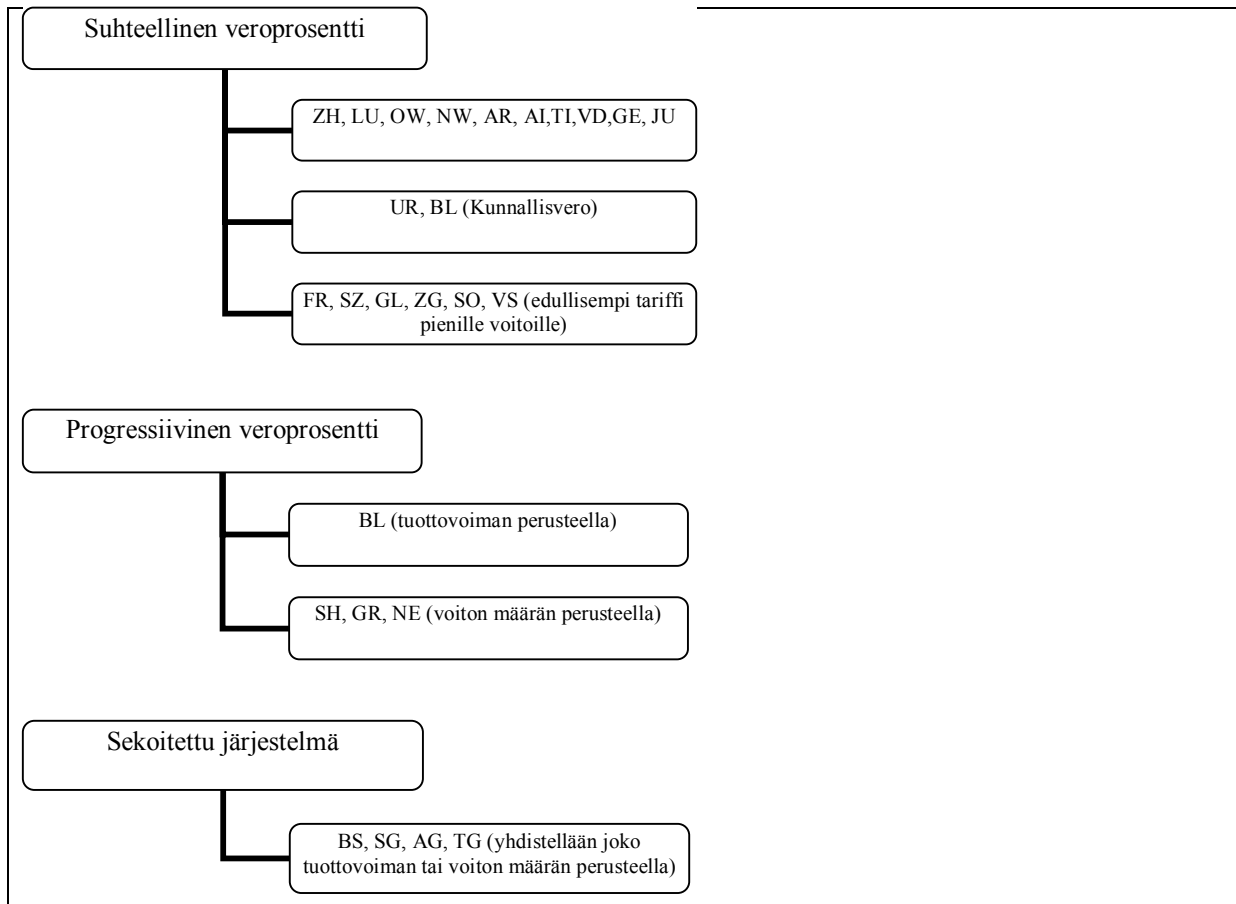 Suhteellinen veroprosentti
ZH, LU, OW, NW, AR, AI,TI,VD,GE, JU
UR, BL (Kunnallisvero)
FR, SZ, GL, ZG, SO, VS (edullisempi tariffi
pienille voitoille)
Progressiivinen veroprosentti
BL (tuottovoiman perusteella)
SH, GR, NE (voiton määrän perusteella)
Sekoitettu järjestelmä
BS, SG, AG, TG (yhdistellään joko
tuottovoiman tai voiton määrän perusteella)